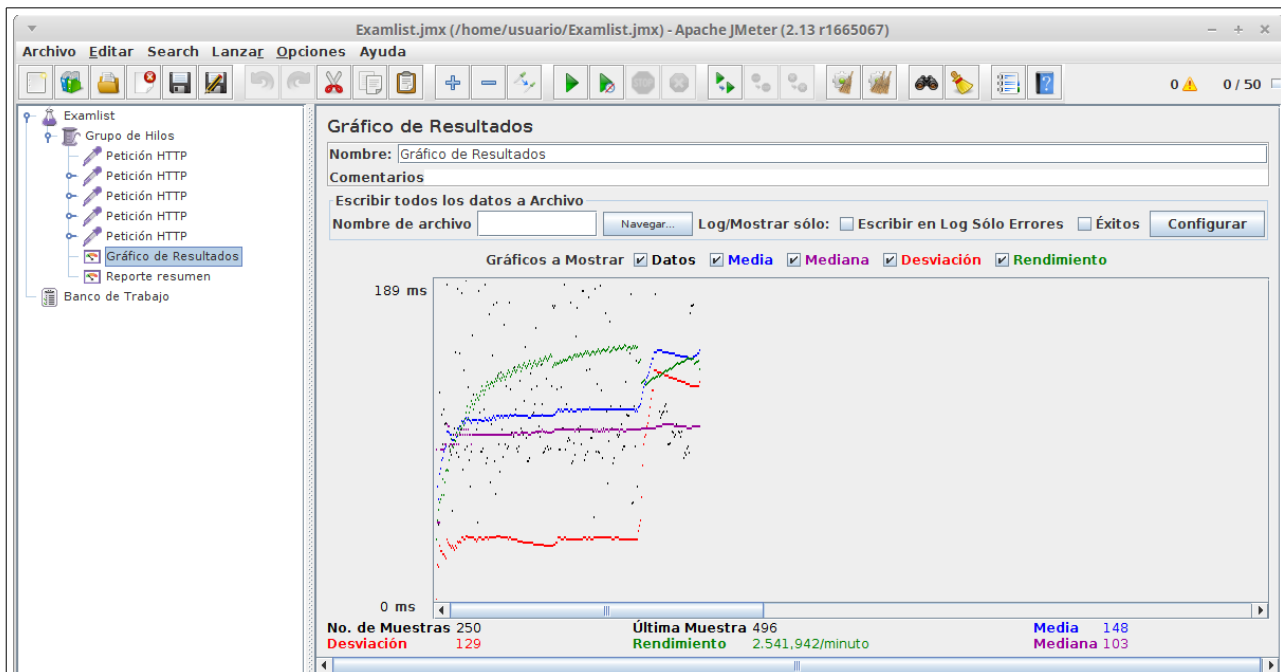 Examlist.jmx (/home/usuario/Examlist.jmx) - Apache JMeter (2.13 r1665067)
Archivo Editar Search Lanzar Opciones Ayuda
0 0 / 50
Examlist
Grupo de Hilos
Petición HTTP
Petición HTTP
Petición HTTP
Petición HTTP
Petición HTTP
Gráfico de Resultados
Reporte resumen
Banco de Trabajo
Gráfico de Resultados
Nombre: Gráfico de Resultados
Comentarios
Escribir todos los datos a Archivo
Nombre de archivo Navegar... Log/Mostrar sólo: Escribir en Log Sólo Errores Éxitos Configurar
Gráficos a Mostrar Datos Media Mediana Desviación Rendimiento
189 ms
0 ms
No. de Muestras 250 Última Muestra 496 Media 148
Desviación 129 Rendimiento 2.541,942/minuto Mediana 103